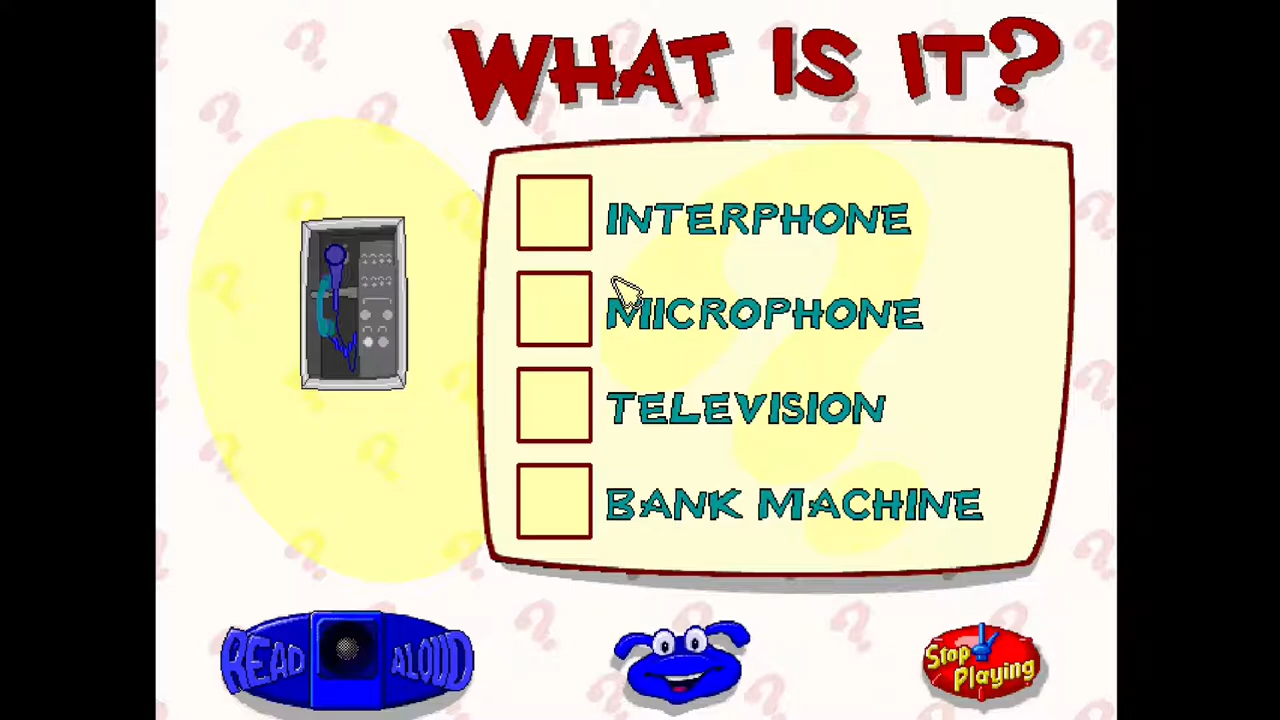 WHAT IS IT?
INTERPHONE
MICROPHONE
TELEVISION
BANK MACHINE
READ ALOUD
Stop
Playing